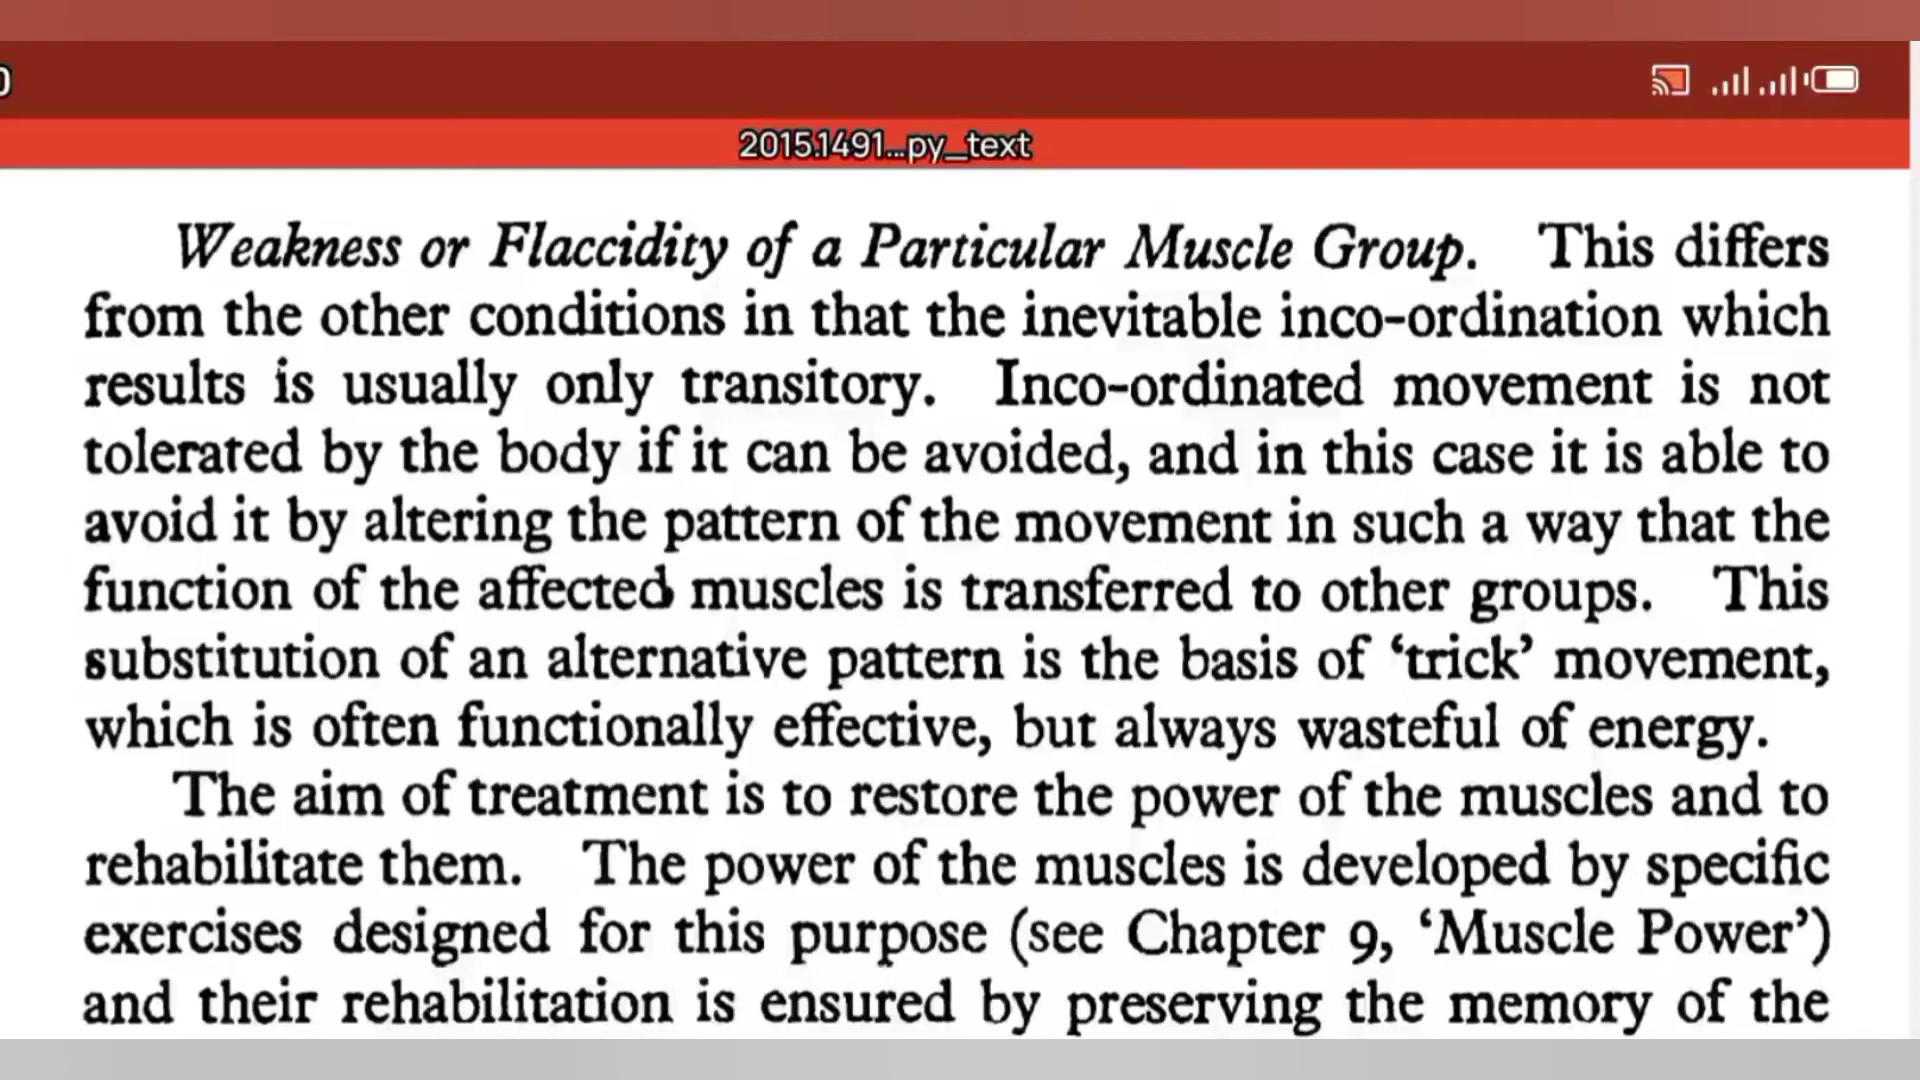 2015.1491...py_text
Weakness or Flaccidity of a Particular Muscle Group. This differs
from the other conditions in that the inevitable inco-ordination which
results is usually only transitory. Inco-ordinated movement is not
tolerated by the body if it can be avoided, and in this case it is able to
avoid it by altering the pattern of the movement in such a way that the
function of the affected muscles is transferred to other groups. This
substitution of an alternative pattern is the basis of ‘trick’ movement,
which is often functionally effective, but always wasteful of energy.
The aim of treatment is to restore the power of the muscles and to
rehabilitate them. The power of the muscles is developed by specific
exercises designed for this purpose (see Chapter 9, ‘Muscle Power’)
and their rehabilitation is ensured by preserving the memory of the